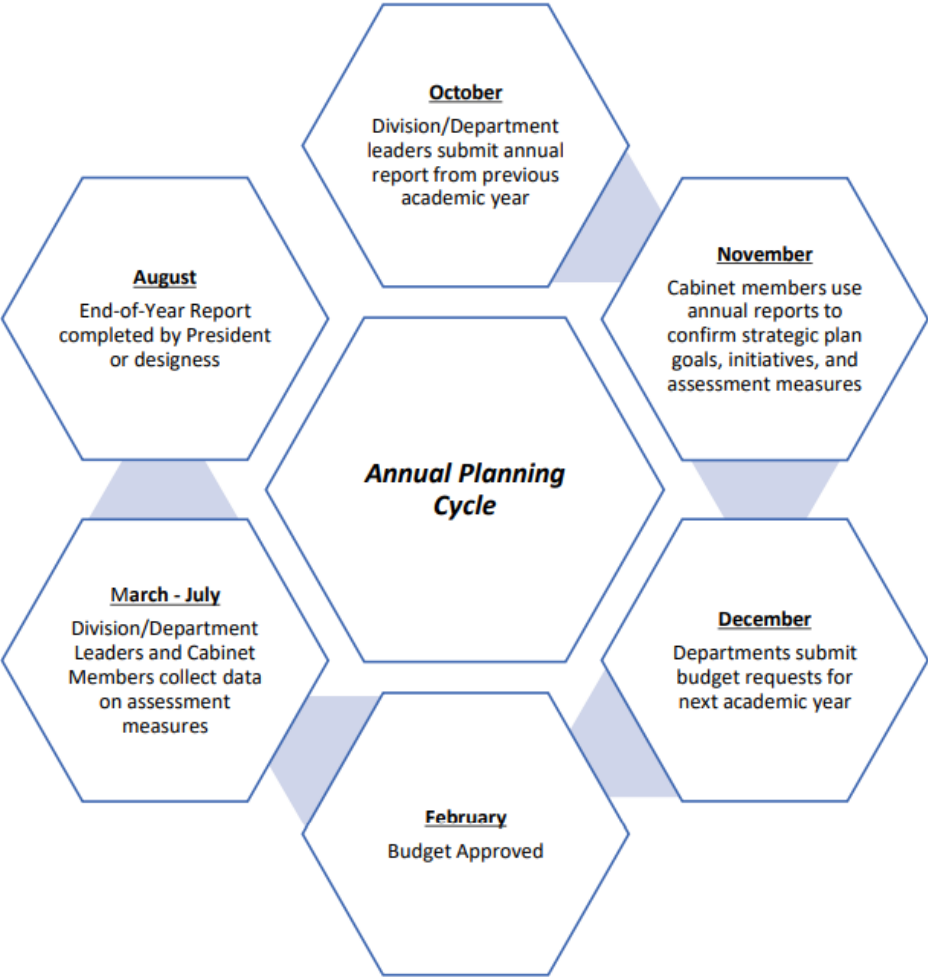 October
Division/Department
leaders submit annual
report from previous
academic year
November
Cabinet members use
annual reports to
confirm strategic plan
goals, initiatives, and
assessment measures
December
Departments submit
budget requests for
next academic year
February
Budget Approved
March - July
Division/Department
Leaders and Cabinet
Members collect data
on assessment
measures
August
End-of-Year Report
completed by President
or designess
Annual Planning
Cycle